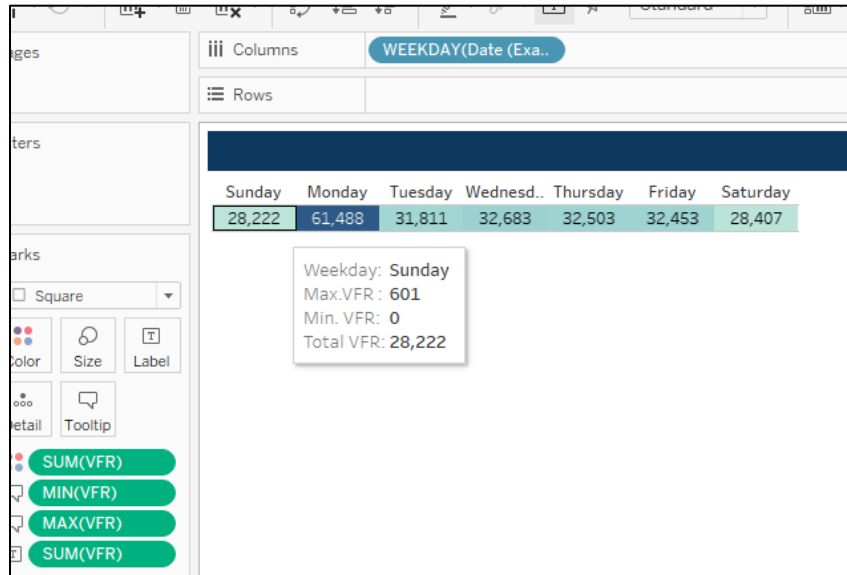 Standard
ages
iii Columns
WEEKDAY(Date (Exa..
Rows
ters
Sunday Monday Tuesday Wednesd.. Thursday Friday Saturday
28,222 61,488 31,811 32,683 32,503 32,453 28,407
arks
Square
Weekday: Sunday
Max.VFR : 601
Min. VFR: 0
Total VFR: 28,222
Color Size Label
etail Tooltip
SUM(VFR)
MIN(VFR)
MAX(VFR)
SUM(VFR)